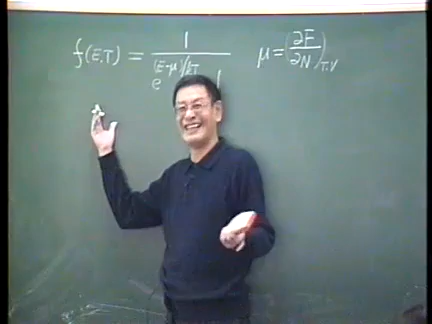 f(E,T) = 1 / e^(E-μ)/kT 1
μ = (∂F/∂N)T,V